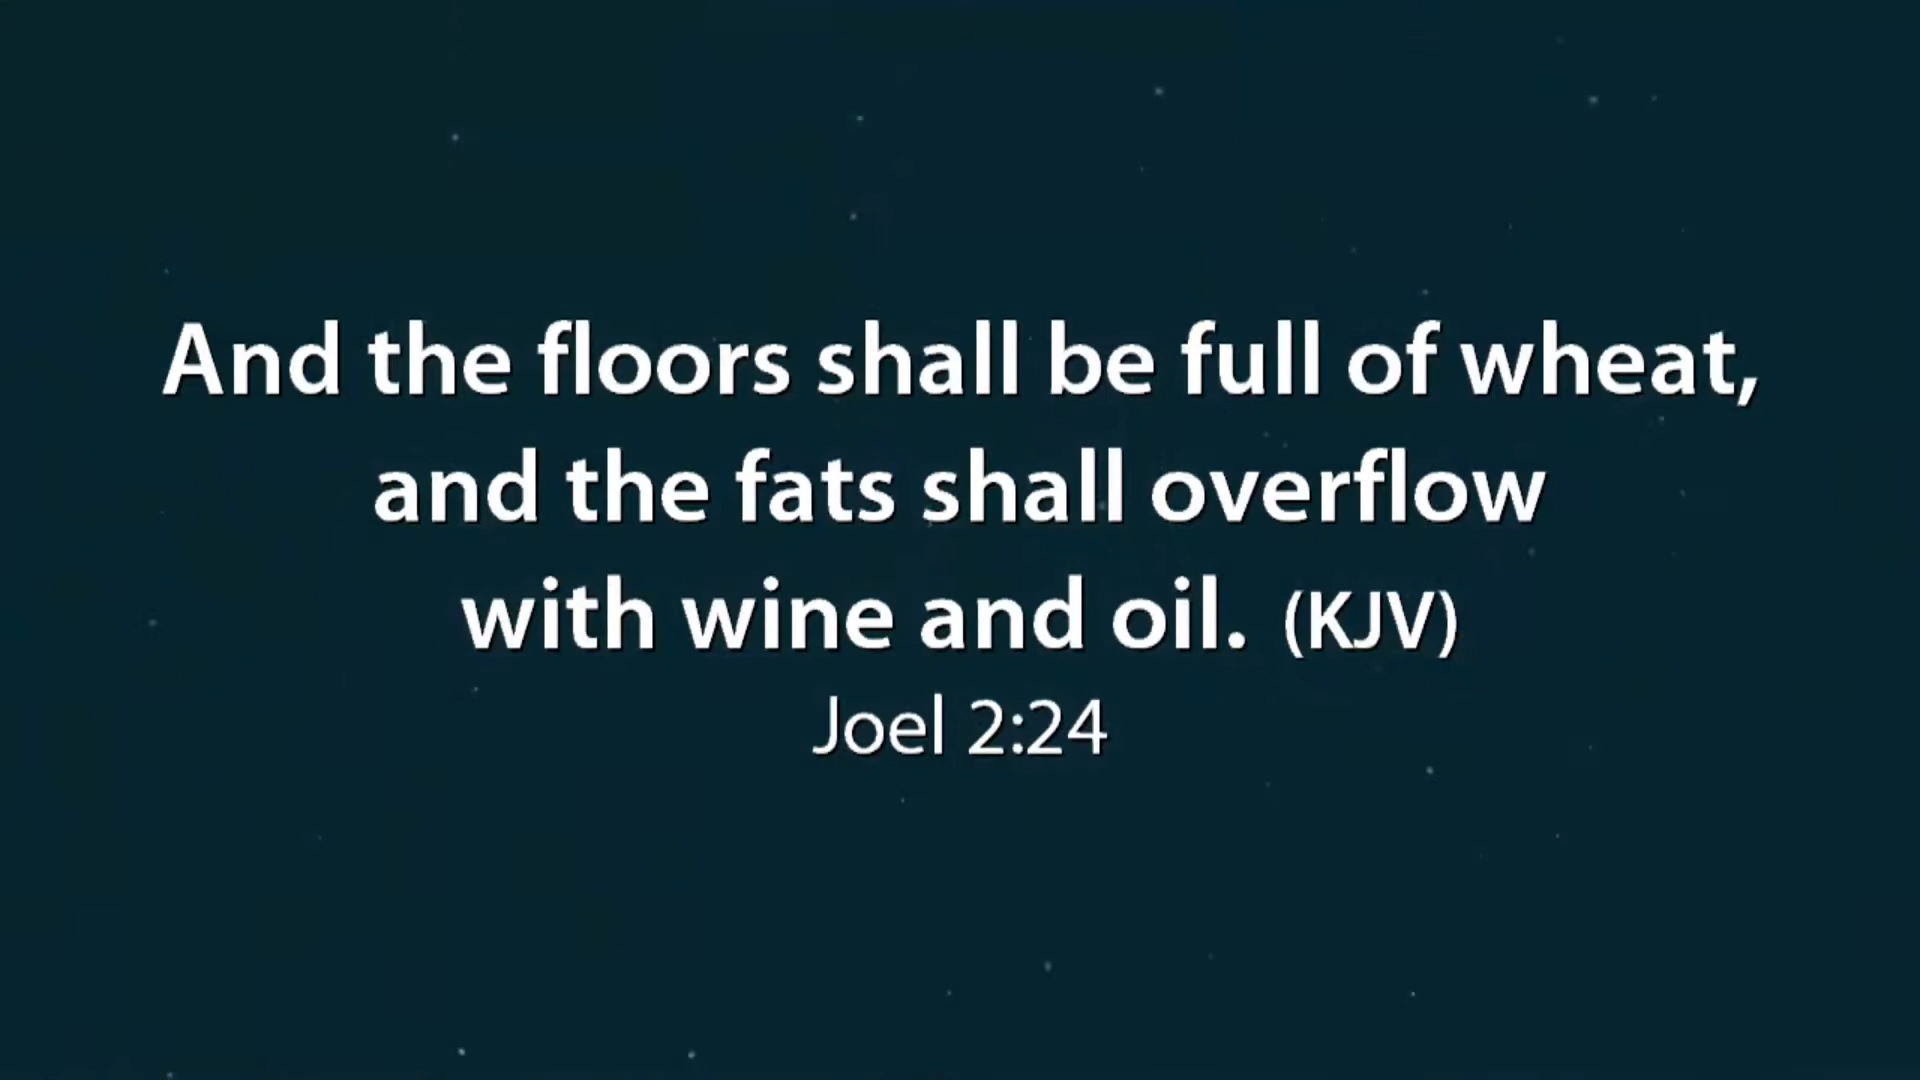 And the floors shall be full of wheat,
and the fats shall overflow
with wine and oil. (KJV)
Joel 2:24